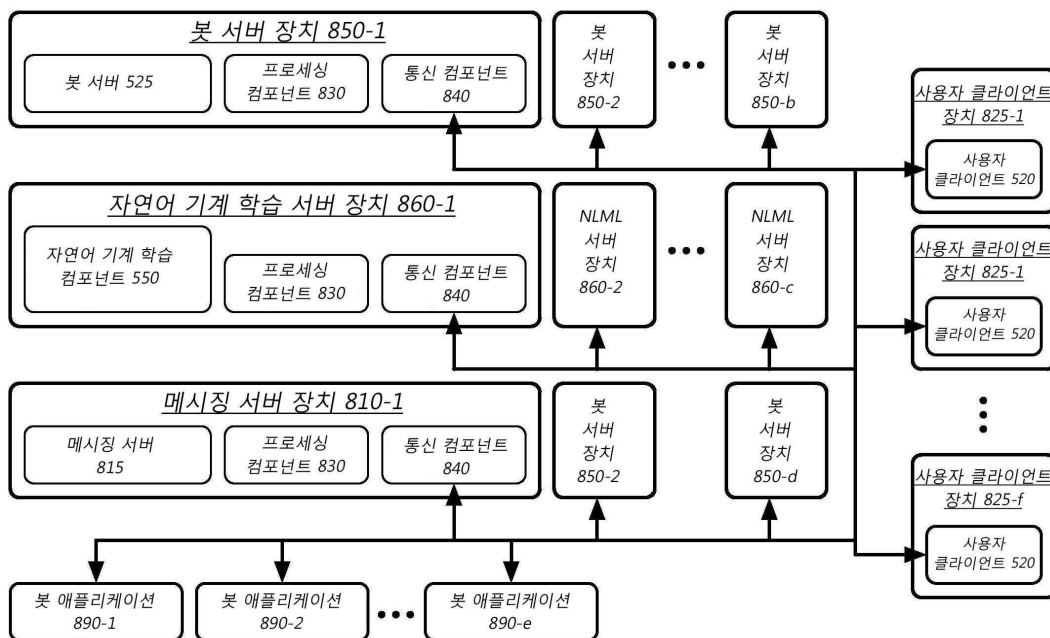 봇 서버 장치 850-1
봇 서버 525
프로세싱
컴포넌트 830
통신 컴포넌트
840
봇
서버
장치
850-2
봇
서버
장치
850-b
사용자 클라이언트
장치 825-1
사용자
클라이언트 520
자연어 기계 학습 서버 장치 860-1
자연어 기계 학습
컴포넌트 550
프로세싱
컴포넌트 830
통신 컴포넌트
840
NLML
서버
장치
860-2
NLML
서버
장치
860-c
사용자 클라이언트
장치 825-1
사용자
클라이언트 520
메시징 서버 장치 810-1
메시징 서버
815
프로세싱
컴포넌트 830
통신 컴포넌트
840
봇
서버
장치
850-2
봇
서버
장치
850-d
사용자 클라이언트
장치 825-f
사용자
클라이언트 520
봇 애플리케이션
890-1
봇 애플리케이션
890-2
봇 애플리케이션
890-e